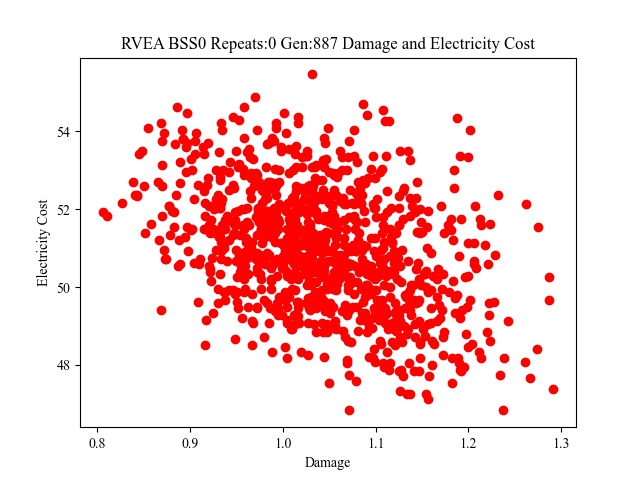 RVEA BSS0 Repeats:0 Gen:887 Damage and Electricity Cost
54
52
50
48
Electricity Cost
0.8 0.9 1.0 1.1 1.2 1.3
Damage